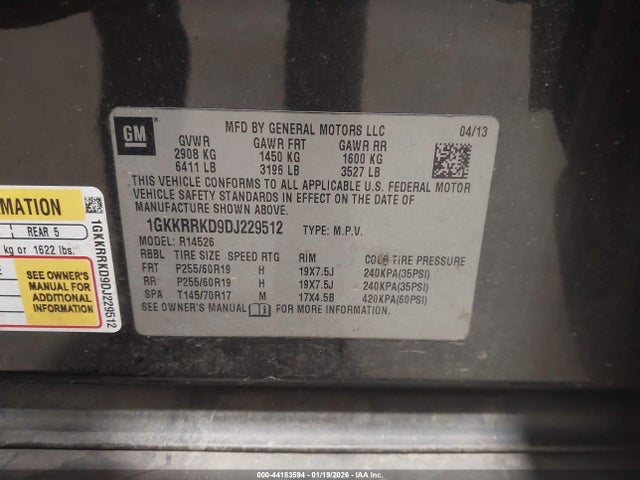 GM
MFD BY GENERAL MOTORS LLC 04/13
GVWR GAWR FRT GAWR RR
2908 KG 1450 KG 1600 KG
6411 LB 3196 LB 3527 LB
THIS VEHICLE CONFORMS TO ALL APPLICABLE U.S. FEDERAL MOTOR
VEHICLE SAFETY STANDARDS IN EFFECT ON THE DATE OF
MANUFACTURE SHOWN ABOVE.
1GKKRRKD9DJ229512 TYPE: M.P.V.
MODEL: R14526
RBBL TIRE SIZE SPEED RTG RIM COLD TIRE PRESSURE
FRT P255/60R19 H 19X7.5J 240KPA(35PSI)
RR P255/60R19 H 19X7.5J 240KPA(35PSI)
SPA T145/70R17 M 17X4.5B 420KPA(60PSI)
SEE OWNER'S MANUAL FOR MORE INFORMATION.
MATION
REAR 5
kg or 1622 lbs.
SEE OWNER'S
MANUAL FOR
ADDITIONAL
INFORMATION
1GKKRRKD9DJ229512
000-44183594 - 01/19/2026 - IAA Inc.